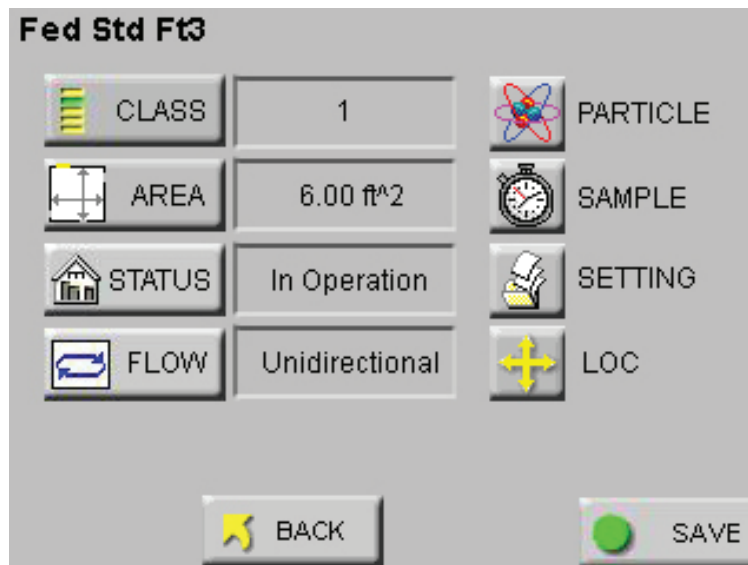 Fed Std Ft3
CLASS 1 PARTICLE
AREA 6.00 ft^2 SAMPLE
STATUS In Operation SETTING
FLOW Unidirectional LOC
BACK SAVE